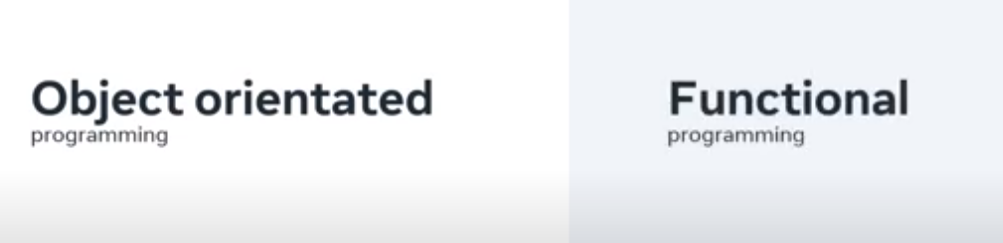 Object orientated
programming
Functional
programming